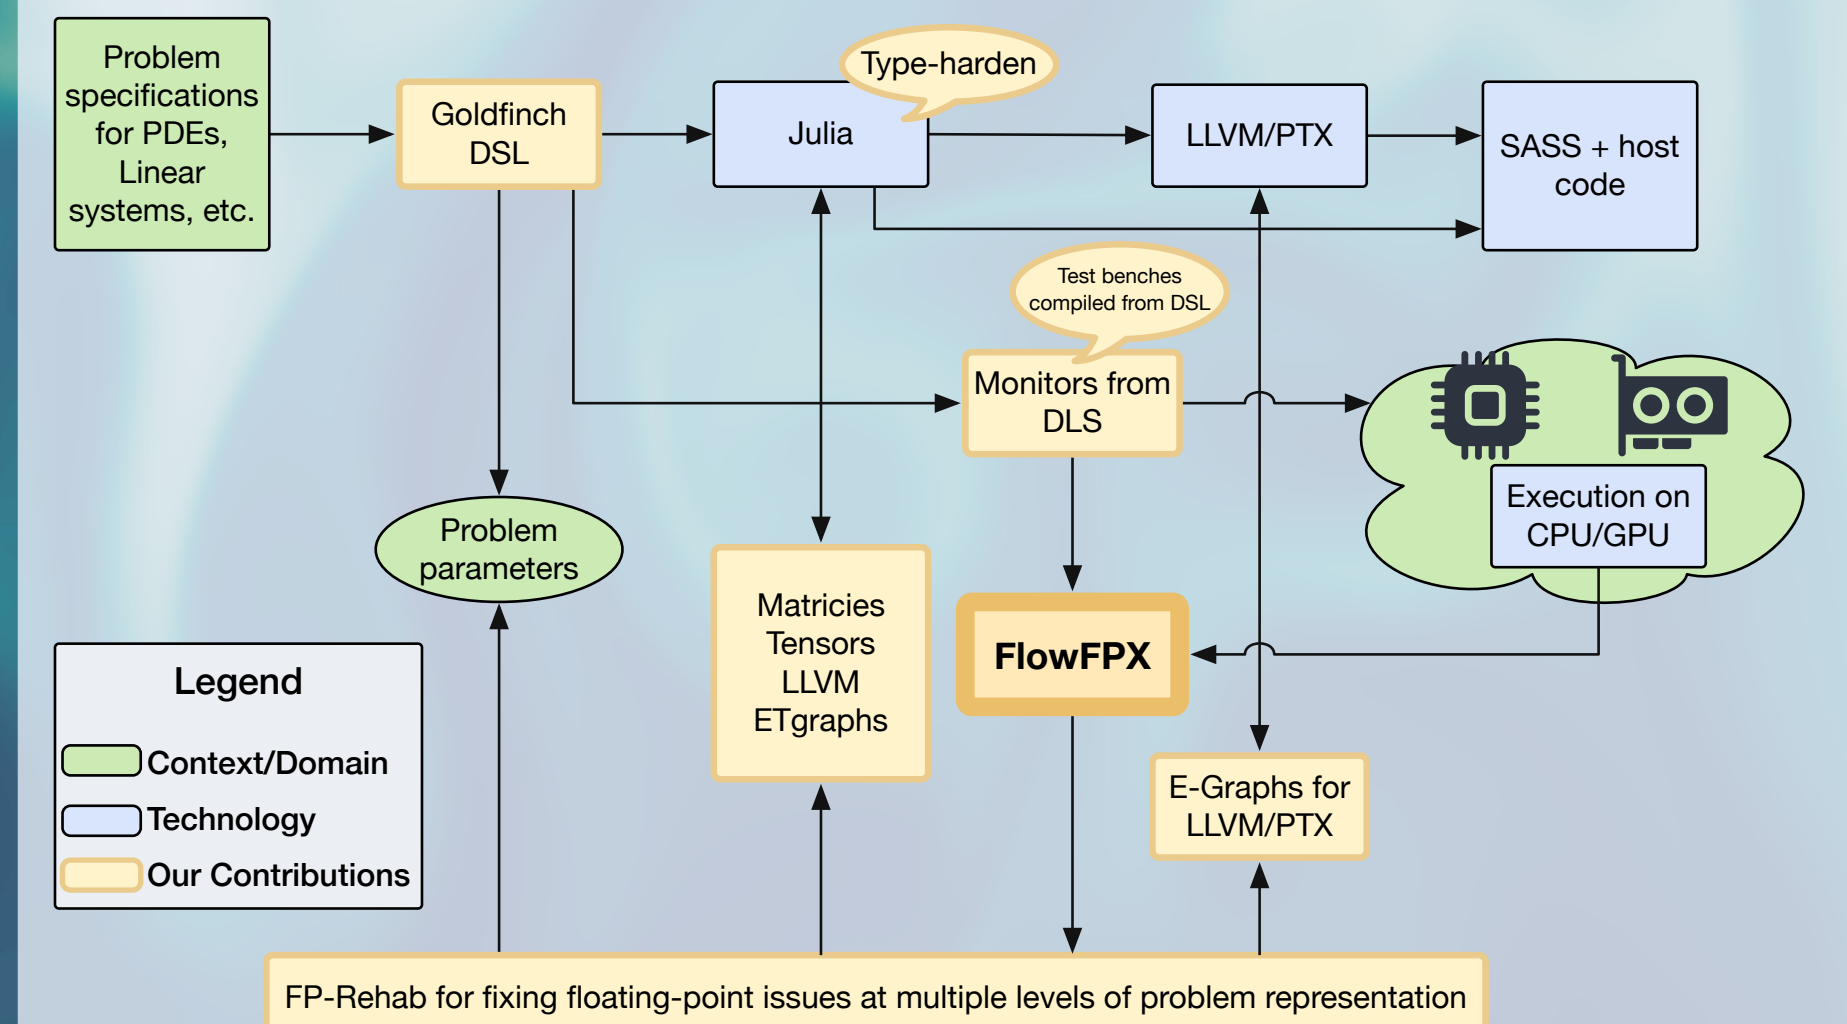 Problem
specifications
for PDEs,
Linear
systems, etc.
Goldfinch
DSL
Type-harden
Julia
LLVM/PTX
SASS + host
code
Test benches
compiled from DSL
Monitors from
DLS
Execution on
CPU/GPU
Problem
parameters
Matricies
Tensors
LLVM
ETgraphs
FlowFPX
E-Graphs for
LLVM/PTX
Legend
Context/Domain
Technology
Our Contributions
FP-Rehab for fixing floating-point issues at multiple levels of problem representation